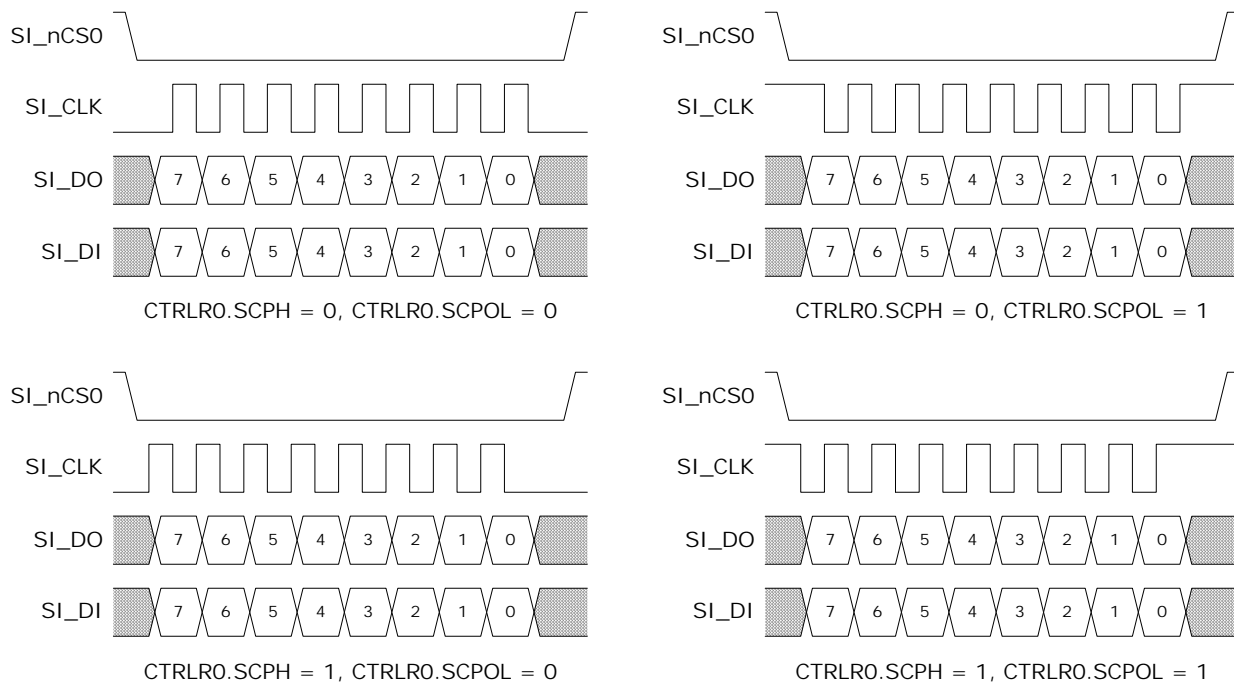 SI_nCS0
SI_CLK
SI_DO 7 6 5 4 3 2 1 0
SI_DI 7 6 5 4 3 2 1 0
CTRLR0.SCPH = 0, CTRLR0.SCPOL = 0
SI_nCS0
SI_CLK
SI_DO 7 6 5 4 3 2 1 0
SI_DI 7 6 5 4 3 2 1 0
CTRLR0.SCPH = 0, CTRLR0.SCPOL = 1
SI_nCS0
SI_CLK
SI_DO 7 6 5 4 3 2 1 0
SI_DI 7 6 5 4 3 2 1 0
CTRLR0.SCPH = 1, CTRLR0.SCPOL = 0
SI_nCS0
SI_CLK
SI_DO 7 6 5 4 3 2 1 0
SI_DI 7 6 5 4 3 2 1 0
CTRLR0.SCPH = 1, CTRLR0.SCPOL = 1